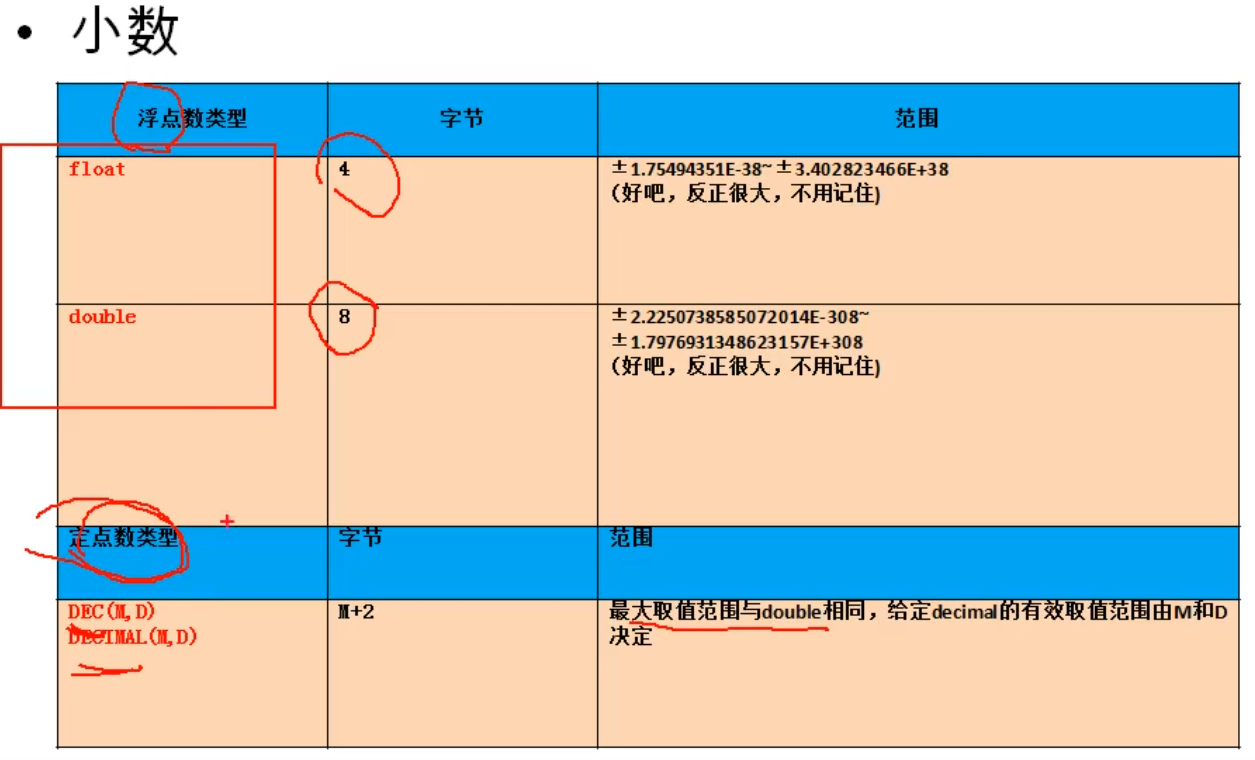 • 小数
浮点数类型 字节 范围
float 4 ±1.75494351E-38~±3.402823466E+38
(好吧，反正很大，不用记住)
double 8 ±2.2250738585072014E-308~
±1.7976931348623157E+308
(好吧，反正很大，不用记住)
定点数类型 字节 范围
DEC(M,D) M+2 最大取值范围与double相同，给定decimal的有效取值范围由M和D
DECIMAL(M,D) 决定